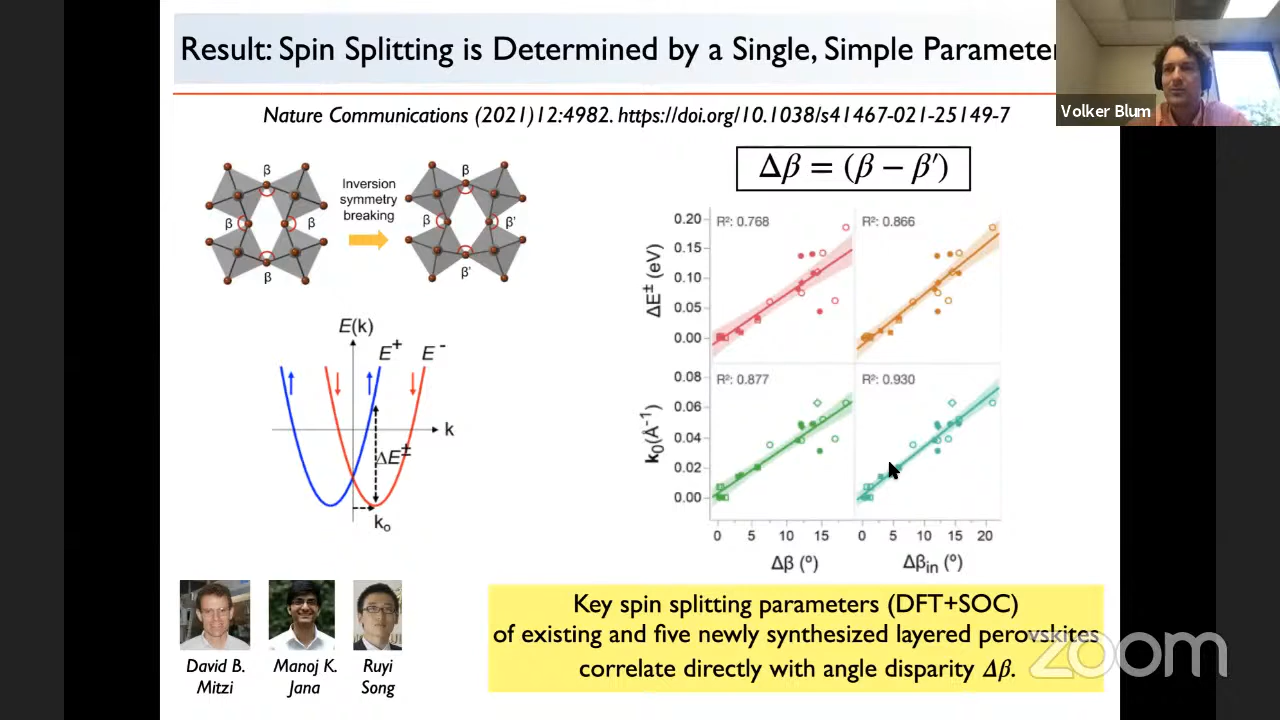 Result: Spin Splitting is Determined by a Single, Simple Parameter
Volker Blum
Nature Communications (2021)12:4982. https://doi.org/10.1038/s41467-021-25149-7
Δβ = (β − β′)
β
β
β
β
Inversion
symmetry
breaking
β
β
β'
β'
E(k)
E⁺
E⁻
k
ΔE±
k₀
R²: 0.768
R²: 0.866
0.20
0.15
0.10
0.05
0.00
ΔE± (eV)
R²: 0.877
R²: 0.930
0.08
0.06
0.04
0.02
0.00
k₀(Å⁻¹)
0 5 10 15
0 5 10 15 20
Δβ (º)
Δβin (º)
David B.
Mitzi
Manoj K.
Jana
Ruyi
Song
Key spin splitting parameters (DFT+SOC)
of existing and five newly synthesized layered perovskites
correlate directly with angle disparity Δβ.
zoom